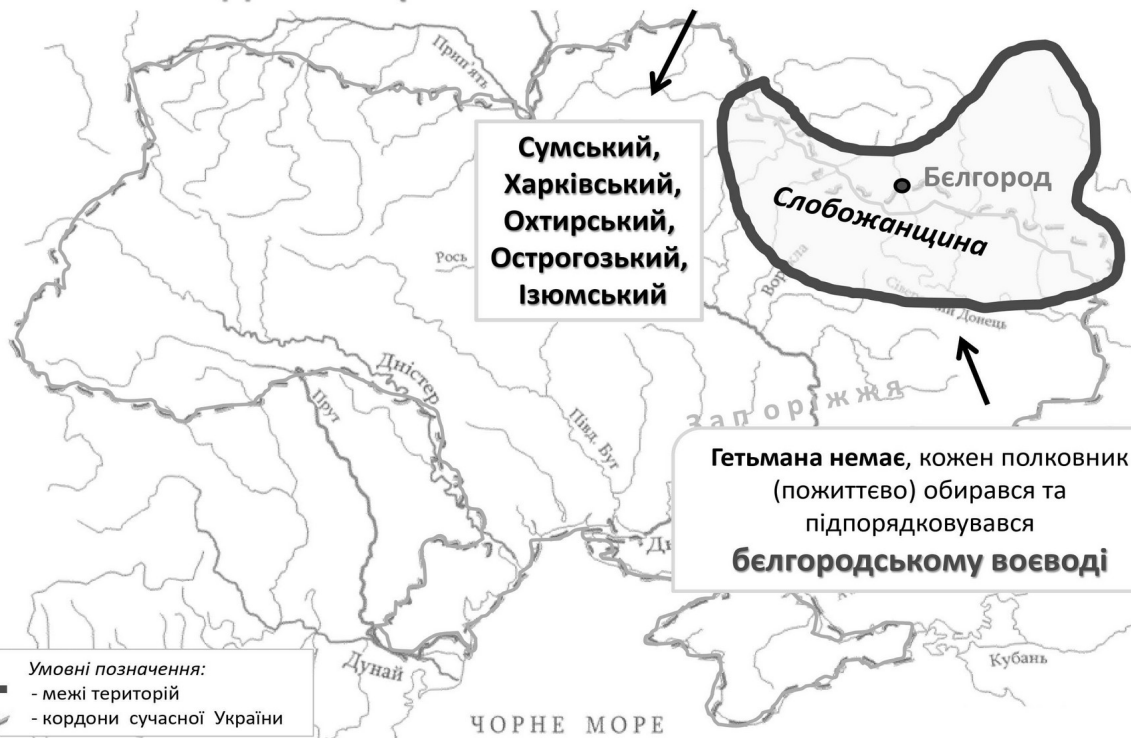 Прип'ять
Сумський,
Харківський,
Охтирський,
Острогозький,
Ізюмський
Бєлгород
Слобожанщина
Рось
Ворскла
Сіверський Донець
Дністер
Прут
Півд. Буг
Запоріжжя
Гетьмана немає, кожен полковник
(пожиттєво) обирався та
підпорядковувався
бєлгородському воєводі
Дунай
Кубань
ЧОРНЕ МОРЕ
Умовні позначення:
- межі територій
- кордони сучасної України